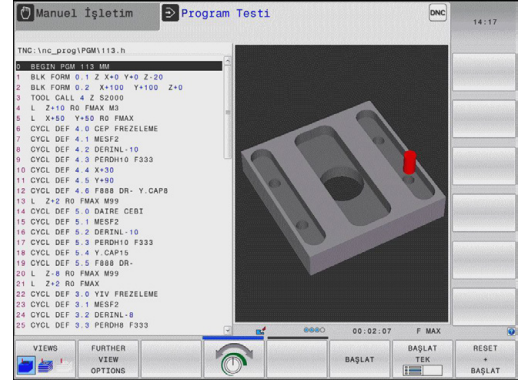 Manuel İşletim
Program Testi
DNC
14:17
TNC:\nc_prog\PGM\113.h
0 BEGIN PGM 113 MM
1 BLK FORM 0.1 Z X+0 Y+0 Z-20
2 BLK FORM 0.2 X+100 Y+100 Z+0
3 TOOL CALL 4 Z S2000
4 L Z+10 R0 FMAX M3
5 L X+50 Y+50 R0 FMAX
6 CYCL DEF 4.0 CEP FREZELEME
7 CYCL DEF 4.1 MESF2
8 CYCL DEF 4.2 DERINL-10
9 CYCL DEF 4.3 PERDH10 F333
10 CYCL DEF 4.4 X+30
11 CYCL DEF 4.5 Y+90
12 CYCL DEF 4.6 F888 DR- Y.CAP8
13 L Z+2 R0 FMAX M99
14 CYCL DEF 5.0 DAIRE CEBI
15 CYCL DEF 5.1 MESF2
16 CYCL DEF 5.2 DERINL-10
17 CYCL DEF 5.3 PERDH10 F333
18 CYCL DEF 5.4 Y.CAP15
19 CYCL DEF 5.5 F888 DR-
20 L Z-8 R0 FMAX M99
21 L Z+2 R0 FMAX
22 CYCL DEF 3.0 YIV FREZELEME
23 CYCL DEF 3.1 MESF2
24 CYCL DEF 3.2 DERINL-8
25 CYCL DEF 3.3 PERDH8 F333
00:02:07 F MAX
VIEWS
FURTHER
VIEW
OPTIONS
BAŞLAT
BAŞLAT
TEK
RESET
+
BAŞLAT